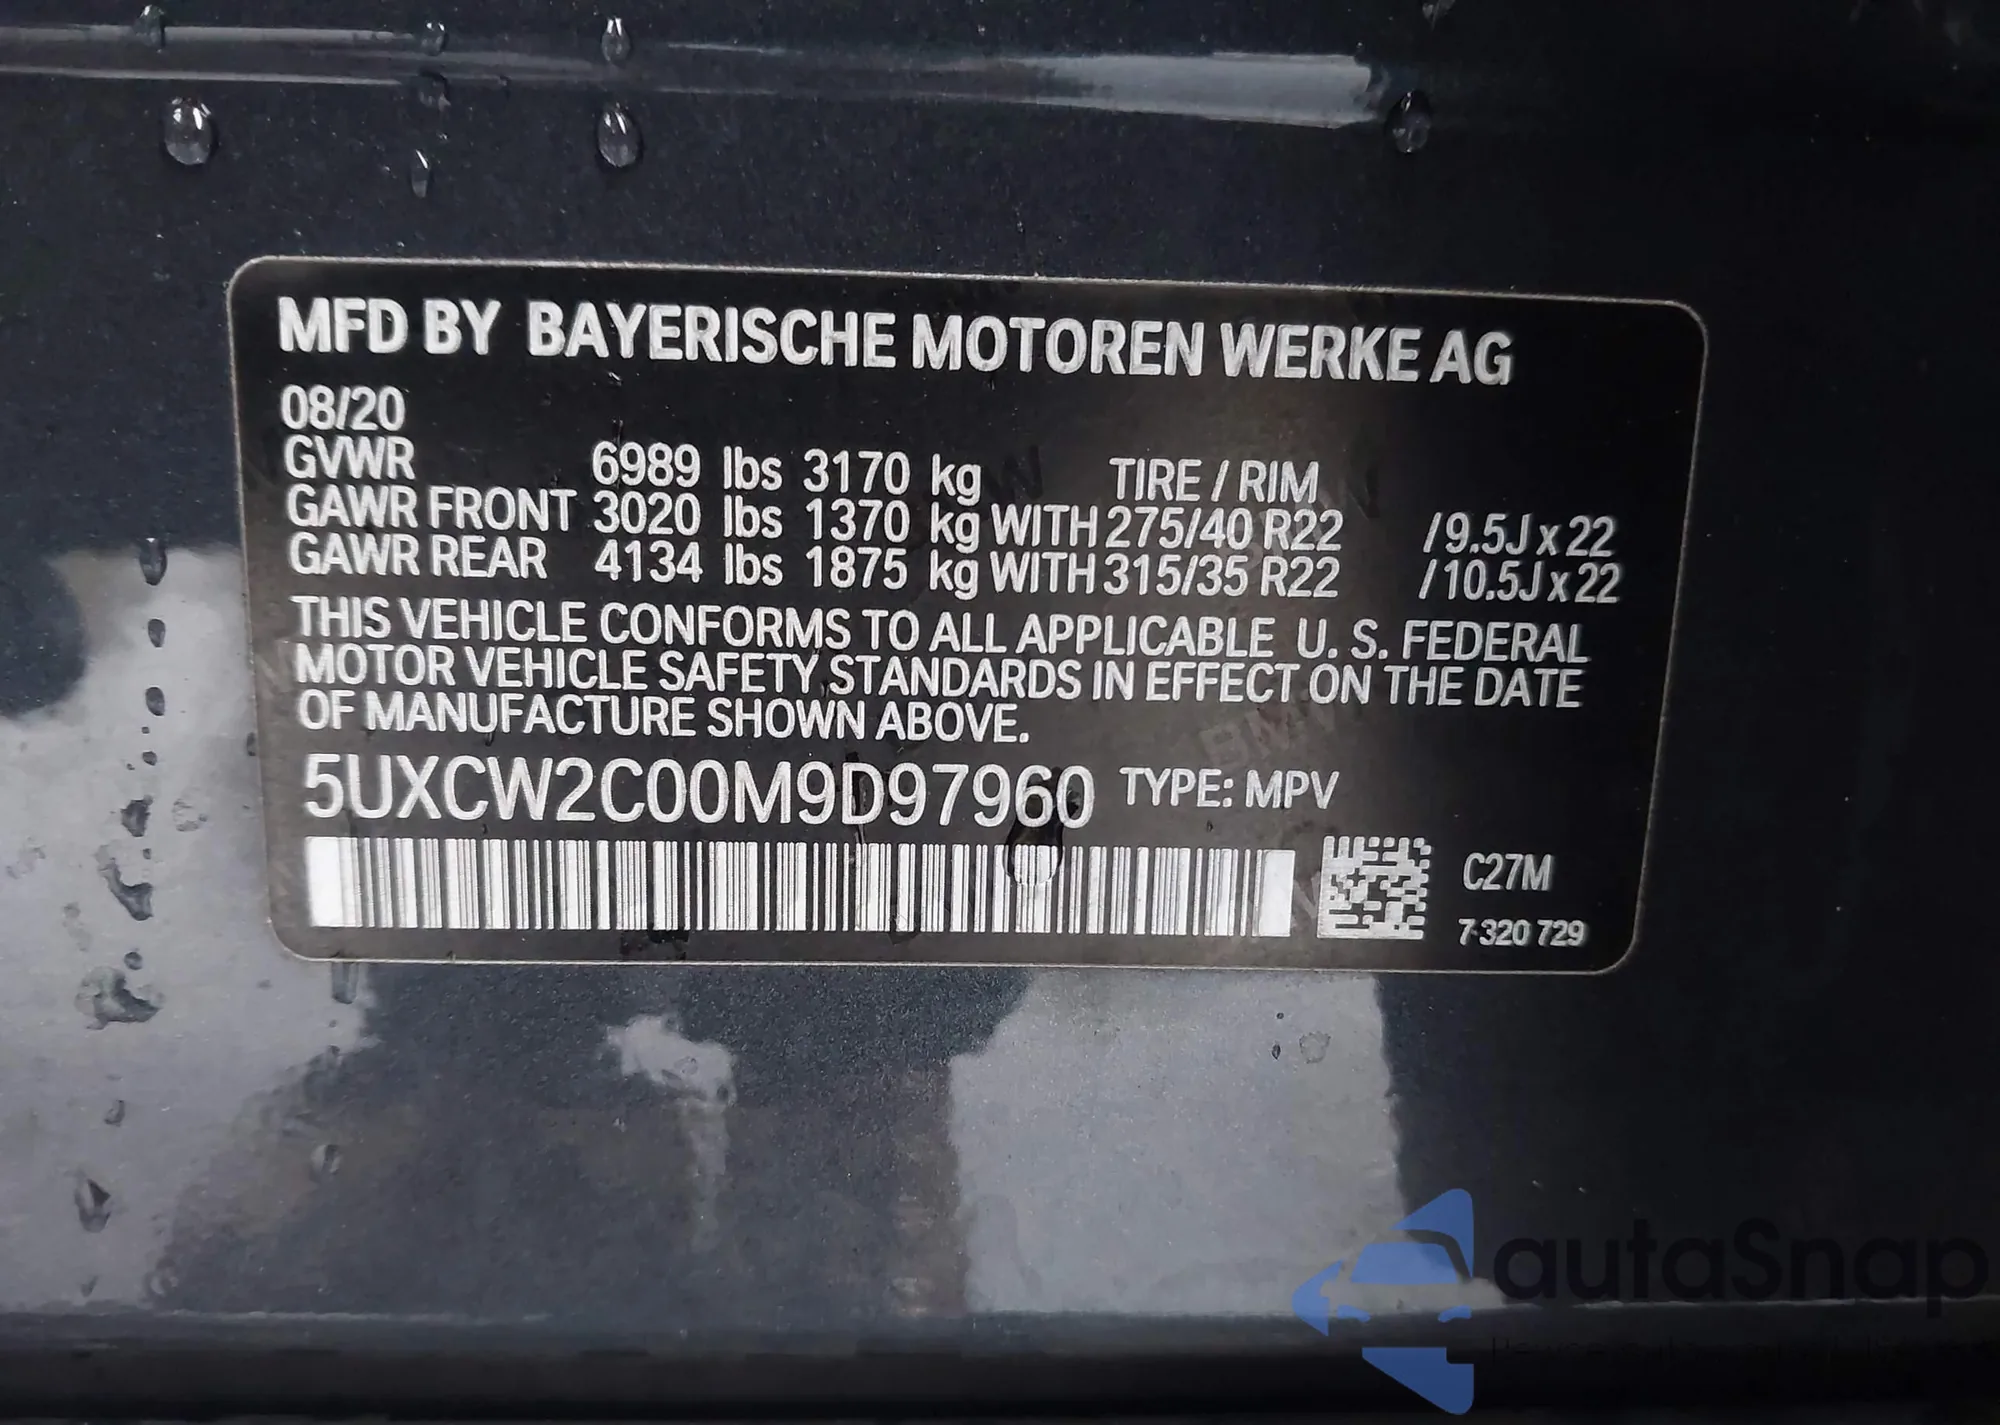 MFD BY BAYERISCHE MOTOREN WERKE AG
08/20
GVWR 6989 lbs 3170 kg TIRE / RIM
GAWR FRONT 3020 lbs 1370 kg WITH 275/40 R22 /9.5J x 22
GAWR REAR 4134 lbs 1875 kg WITH 315/35 R22 /10.5J x 22
THIS VEHICLE CONFORMS TO ALL APPLICABLE U. S. FEDERAL
MOTOR VEHICLE SAFETY STANDARDS IN EFFECT ON THE DATE
OF MANUFACTURE SHOWN ABOVE.
5UXCW2C00M9D97960 TYPE: MPV
C27M
7-320 729
autaSnap